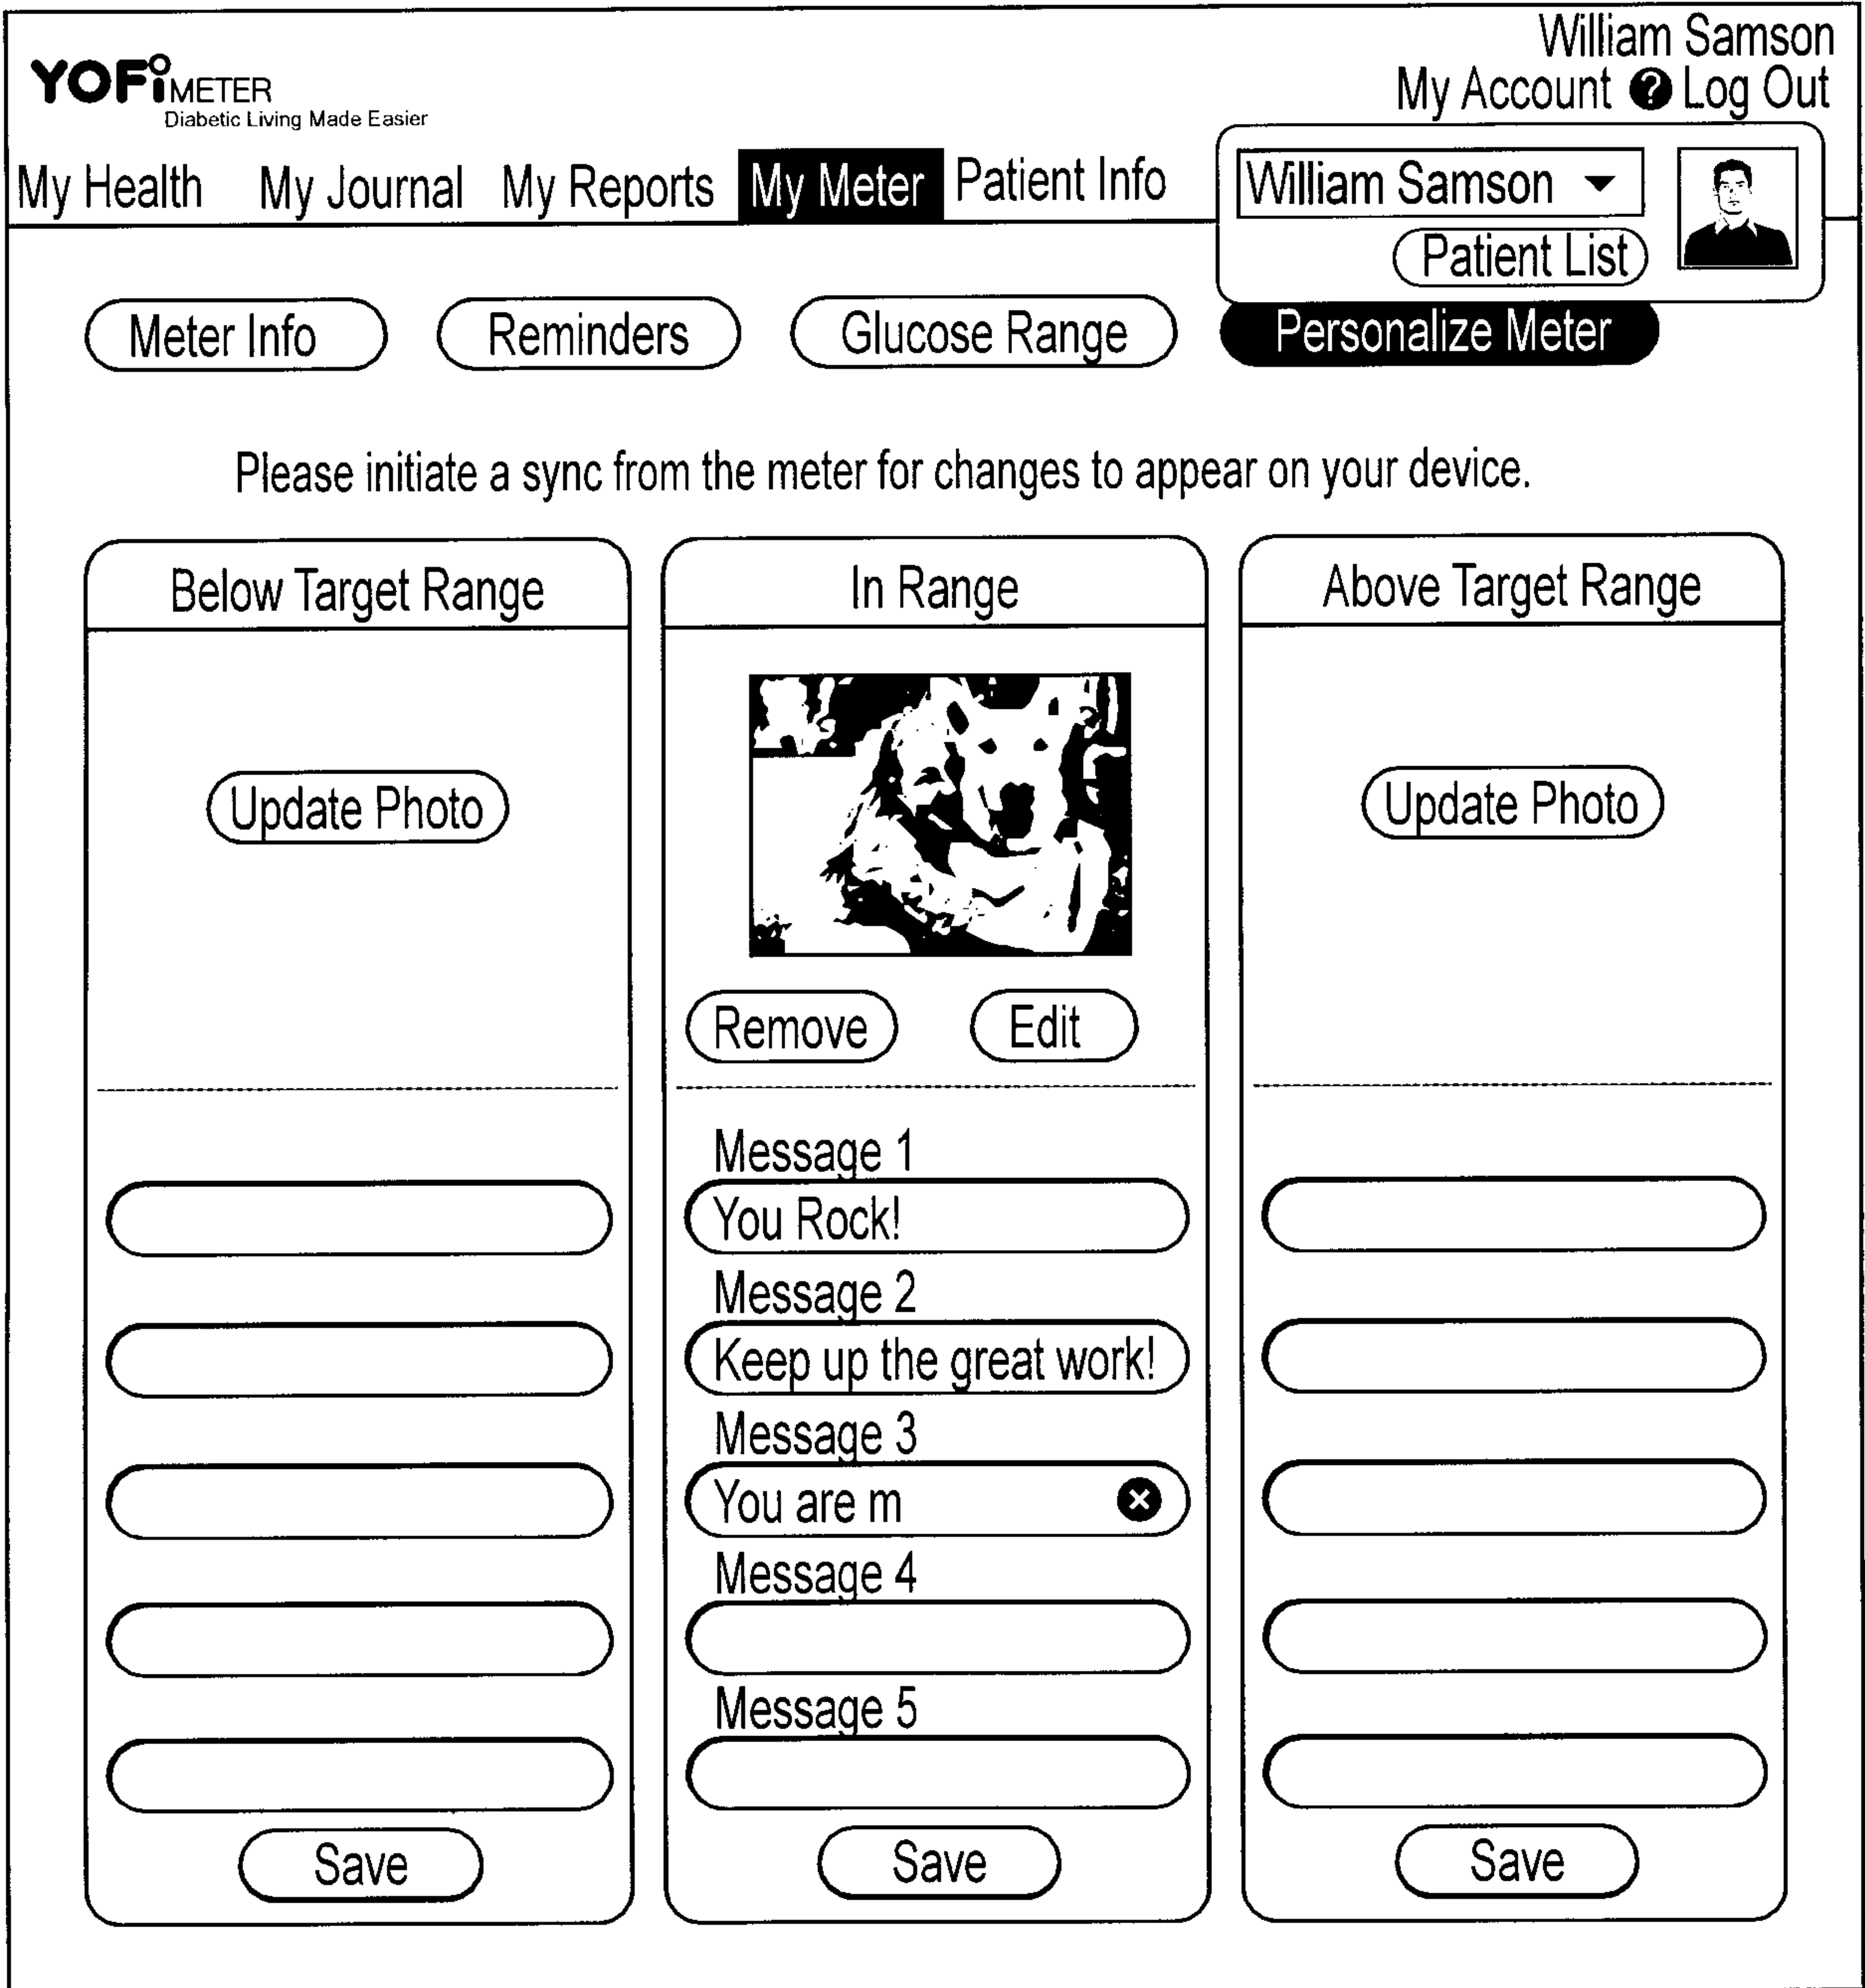 William Samson
YOFiMETER
My Account ? Log Out
Diabetic Living Made Easier
My Health My Journal My Reports My Meter Patient Info
William Samson
Patient List
Meter Info Reminders Glucose Range Personalize Meter
Please initiate a sync from the meter for changes to appear on your device.
Below Target Range
Update Photo
Save
In Range
Remove Edit
Message 1
You Rock!
Message 2
Keep up the great work!
Message 3
You are m
Message 4
Message 5
Save
Above Target Range
Update Photo
Save